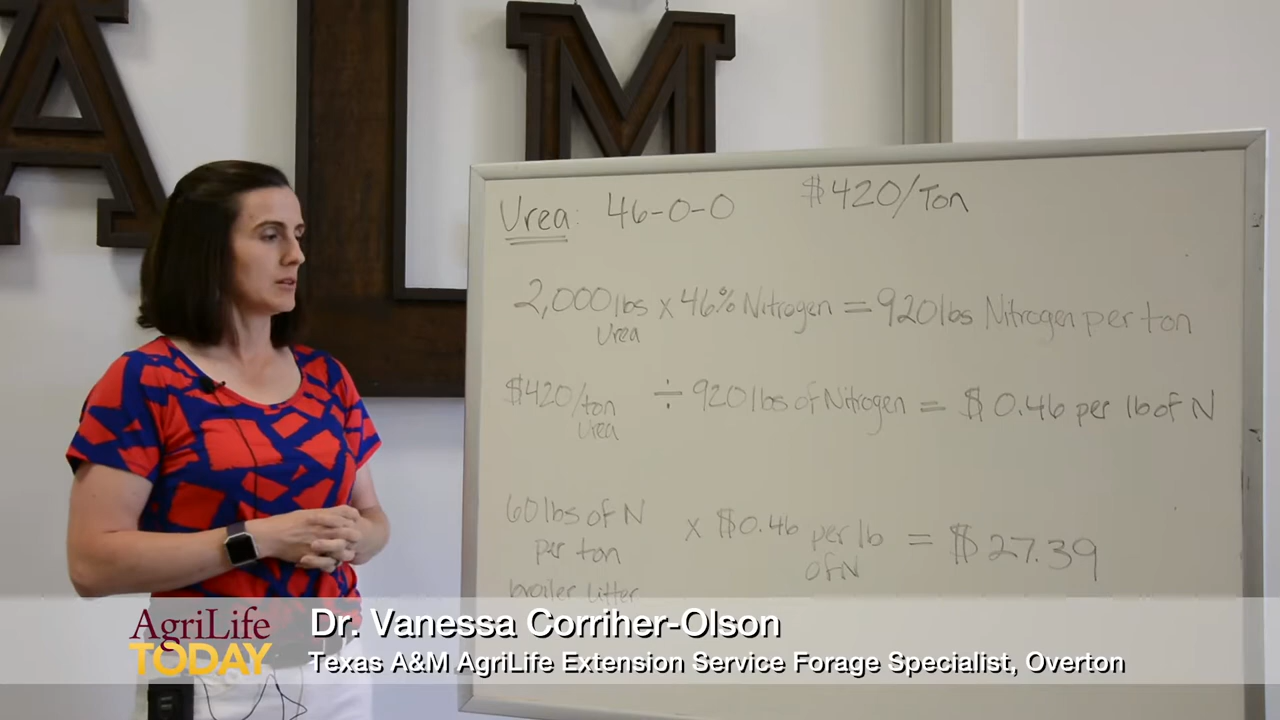 A M
Urea: 46-0-0 $420/Ton
2,000 lbs x 46% Nitrogen = 920 lbs Nitrogen per ton
Urea
$420/ton ÷ 920 lbs of Nitrogen = $0.46 per lb of N
Urea
60 lbs of N x $0.46 per lb = $27.39
per ton of N
broiler litter
AgriLife
TODAY
Dr. Vanessa Corriher-Olson
Texas A&M AgriLife Extension Service Forage Specialist, Overton